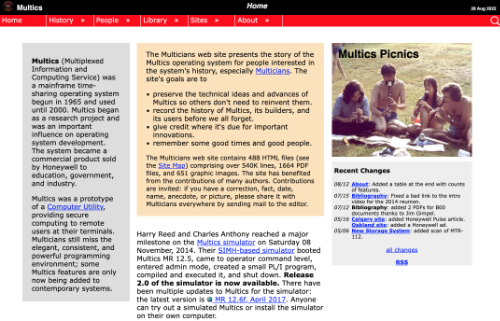 Multics
Home
20 Aug 2022
Home
History »
People »
Library »
Sites »
About »
Multics (Multiplexed
Information and
Computing Service) was
a mainframe time-
sharing operating system
begun in 1965 and used
until 2000. Multics began
as a research project and
was an important
influence on operating
system development.
The system became a
commercial product sold
by Honeywell to
education, government,
and industry.
Multics was a prototype
of a Computer Utility,
providing secure
computing to remote
users at their terminals.
Multicians still miss the
elegant, consistent, and
powerful programming
environment; some
Multics features are only
now being added to
contemporary systems.
The Multicians web site presents the story of the
Multics operating system for people interested in
the system's history, especially Multicians. The
site's goals are to
• preserve the technical ideas and advances of
Multics so others don't need to reinvent them.
• record the history of Multics, its builders, and
its users before we all forget.
• give credit where it's due for important
innovations.
• remember some good times and good people.
The Multicians web site contains 488 HTML files (see
the Site Map) comprising over 540K lines, 1664 PDF
files, and 651 graphic images. The site has benefited
from the contributions of many authors. Contributions
are invited: if you have a correction, fact, date,
name, anecdote, or picture, please share it with
Multicians everywhere by sending mail to the editor.
Harry Reed and Charles Anthony reached a major
milestone on the Multics simulator on Saturday 08
November, 2014. Their SIMH-based simulator booted
Multics MR 12.5, came to operator command level,
entered admin mode, created a small PL/I program,
compiled and executed it, and shut down. Release
2.0 of the simulator is now available. There have
been multiple updates to Multics for the simulator:
the latest version is MR 12.6f, April 2017. Anyone
can try out a simulated Multics or install the simulator
on their own computer.
Multics Picnics
Recent Changes
08/12 About: Added a table at the end with counts
of features.
07/15 Bibliography: Fixed a bad link to the intro
video for the 2014 reunion.
07/12 Bibliography: added 2 PDFs for BOS
documents thanks to Jim Gimpel.
05/16 Calgary site: added Honeywell Pulse article.
Oakland site: added a Honeywell ad.
05/06 New Storage System: added scan of MTR-
112.
all changes
RSS